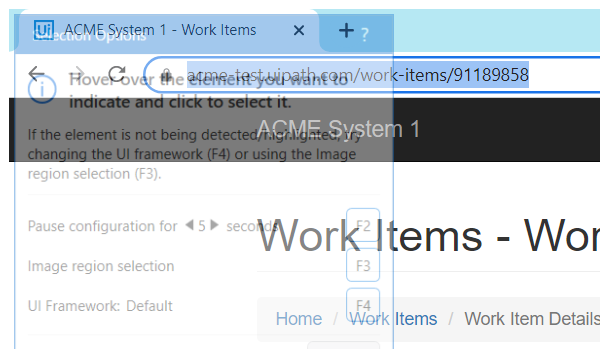 Selection Options
?
Ui ACME System 1 - Work Items
acme-test.uipath.com/work-items/91189858
Hover over the element you want to
indicate and click to select it.
ACME System 1
If the element is not being detected/highlighted, try
changing the UI framework (F4) or using the Image
region selection (F3).
Pause configuration for 5 seconds F2
Work Items - Wor
Image region selection F3
UI Framework: Default F4
Home / Work Items / Work Item Details